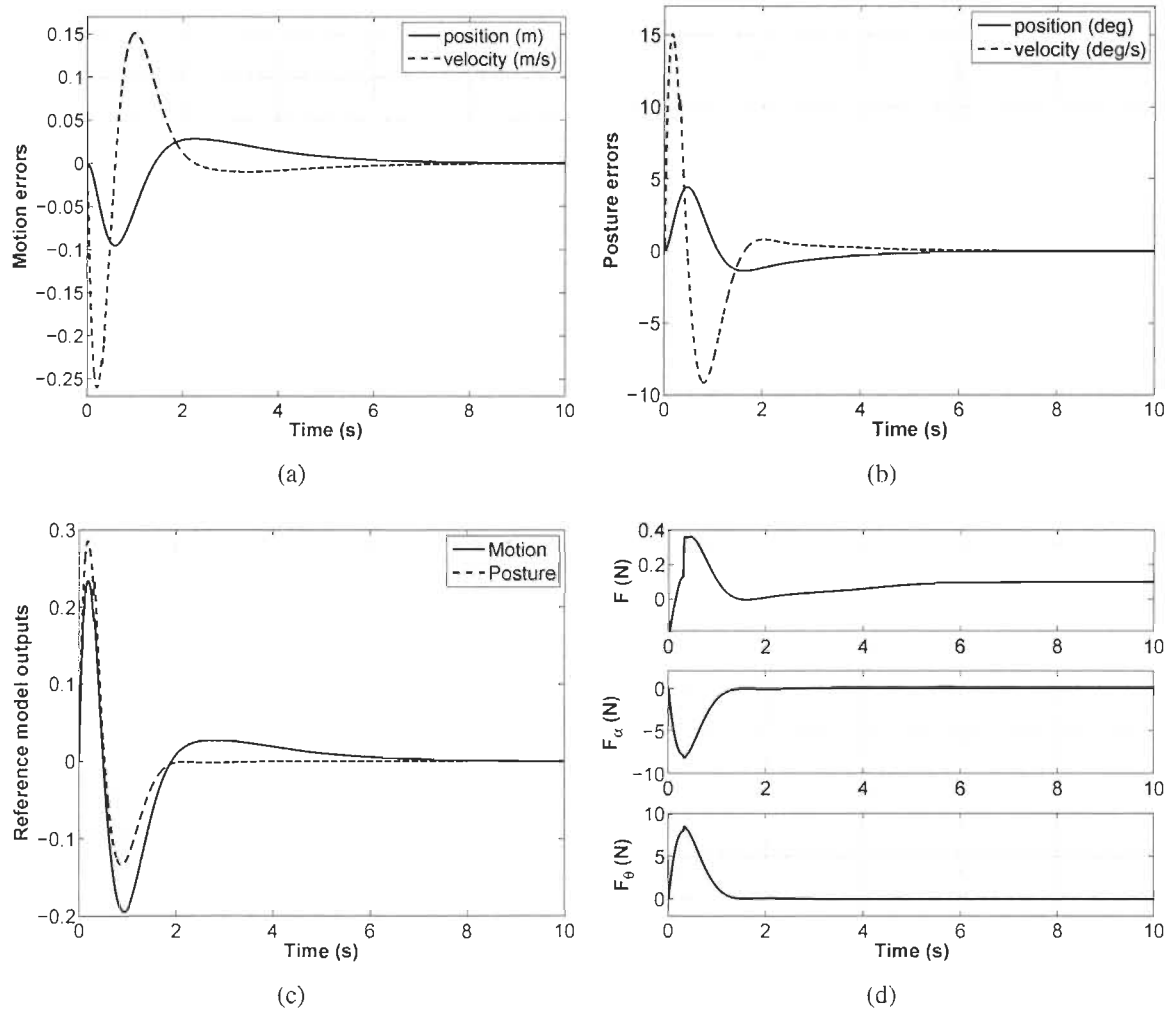 0.15
0.1
0.05
0
−0.05
−0.1
−0.15
−0.2
−0.25
Motion errors
position (m)
velocity (m/s)
0 2 4 6 8 10
Time (s)
(a)
15
10
5
0
−5
−10
Posture errors
position (deg)
velocity (deg/s)
0 2 4 6 8 10
Time (s)
(b)
0.3
0.2
0.1
0
−0.1
−0.2
Reference model outputs
Motion
Posture
0 2 4 6 8 10
Time (s)
(c)
0.4
0.2
0
F (N)
0 2 4 6 8 10
0
−5
−10
Fα (N)
0 2 4 6 8 10
10
5
0
Fθ (N)
0 2 4 6 8 10
Time (s)
(d)